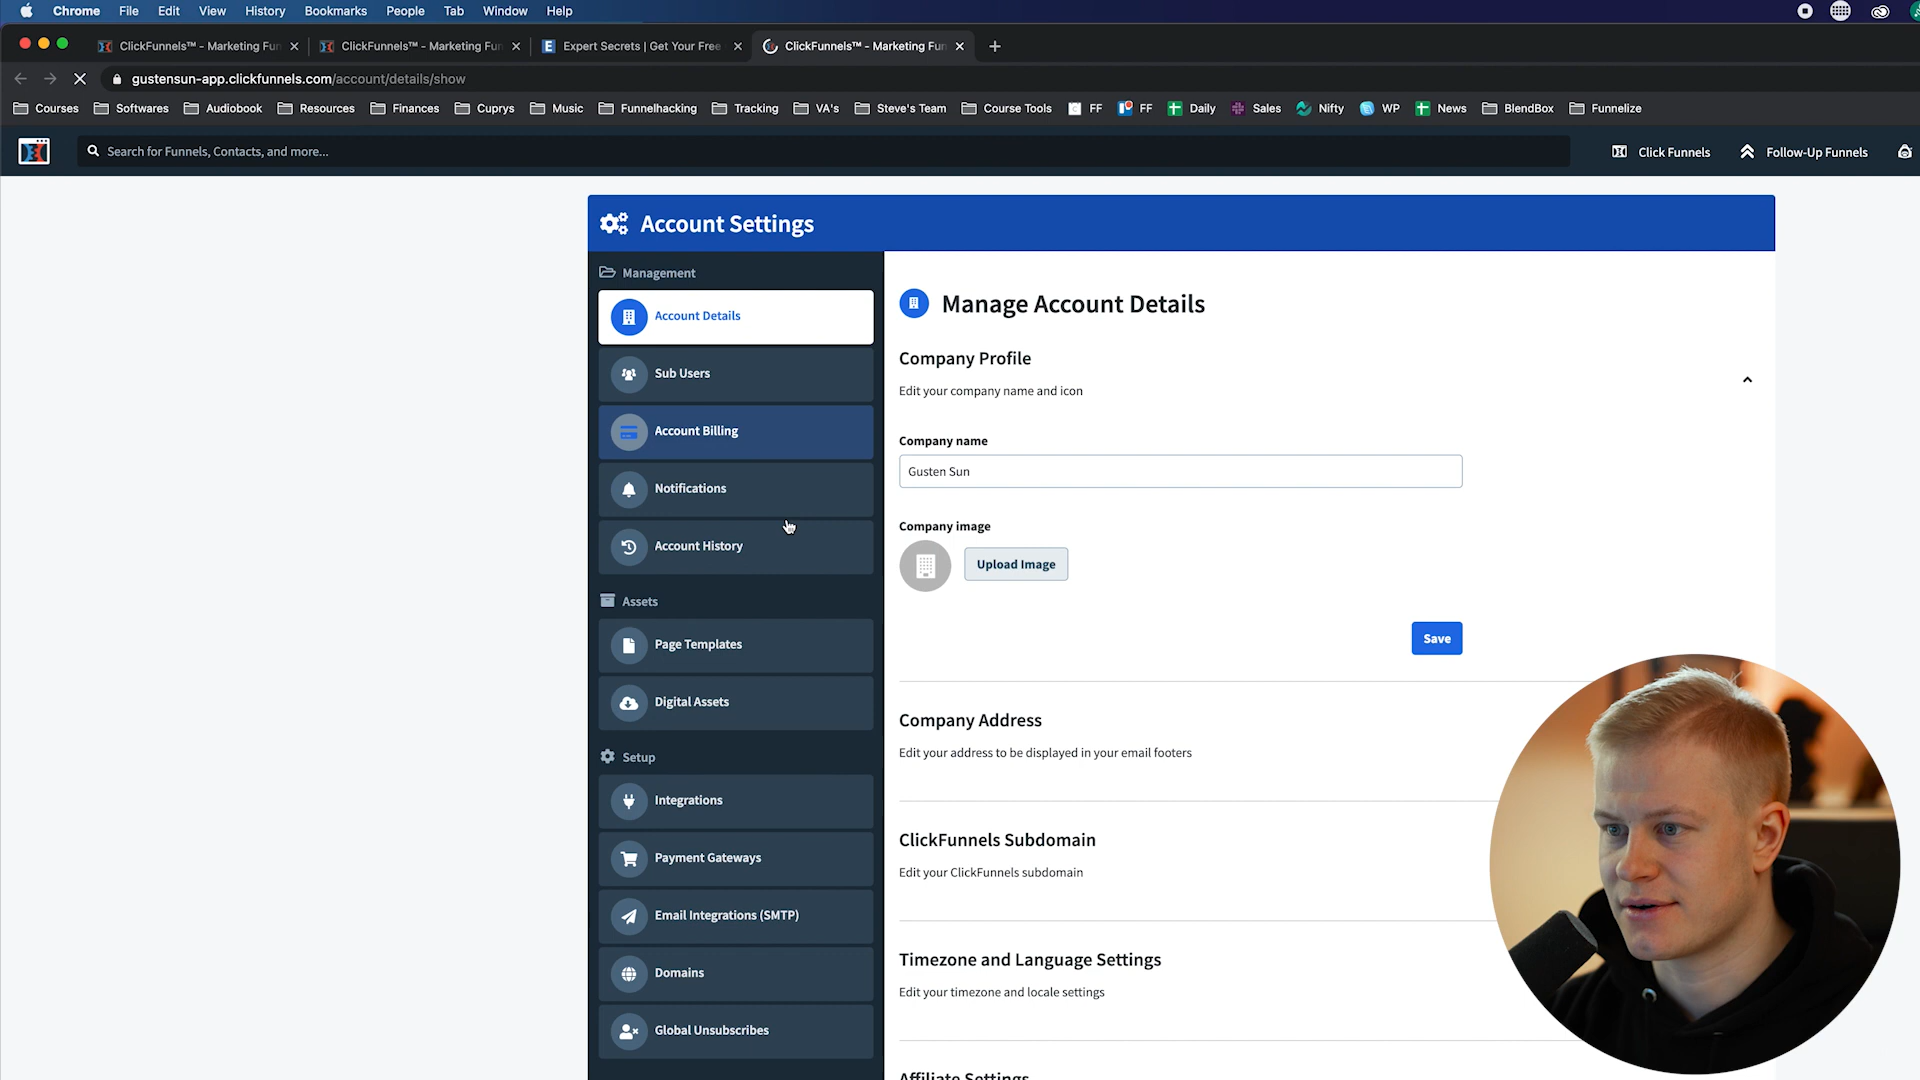 Chrome File Edit View History Bookmarks People Tab Window Help
ClickFunnels™ - Marketing Fun
ClickFunnels™ - Marketing Fun
Expert Secrets | Get Your Free
ClickFunnels™ - Marketing Fun
gustensun-app.clickfunnels.com/account/details/show
Courses Softwares Audiobook Resources Finances Cuprys Music Funnelhacking Tracking VA's Steve's Team Course Tools FF FF Daily Sales Nifty WP News BlendBox Funnelize
Search for Funnels, Contacts, and more...
Click Funnels
Follow-Up Funnels
Account Settings
Management
Account Details
Sub Users
Account Billing
Notifications
Account History
Assets
Page Templates
Digital Assets
Setup
Integrations
Payment Gateways
Email Integrations (SMTP)
Domains
Global Unsubscribes
Manage Account Details
Company Profile
Edit your company name and icon
Company name
Gusten Sun
Company image
Upload Image
Save
Company Address
Edit your address to be displayed in your email footers
ClickFunnels Subdomain
Edit your ClickFunnels subdomain
Timezone and Language Settings
Edit your timezone and locale settings
Affiliate Settings